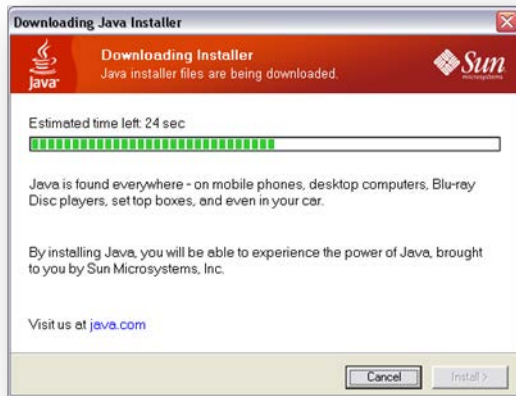 Downloading Java Installer
Downloading Installer
Java installer files are being downloaded.
Java
Sun
microsystems
Estimated time left: 24 sec
Java is found everywhere - on mobile phones, desktop computers, Blu-ray
Disc players, set top boxes, and even in your car.
By installing Java, you will be able to experience the power of Java, brought
to you by Sun Microsystems, Inc.
Visit us at java.com
Cancel
Install >